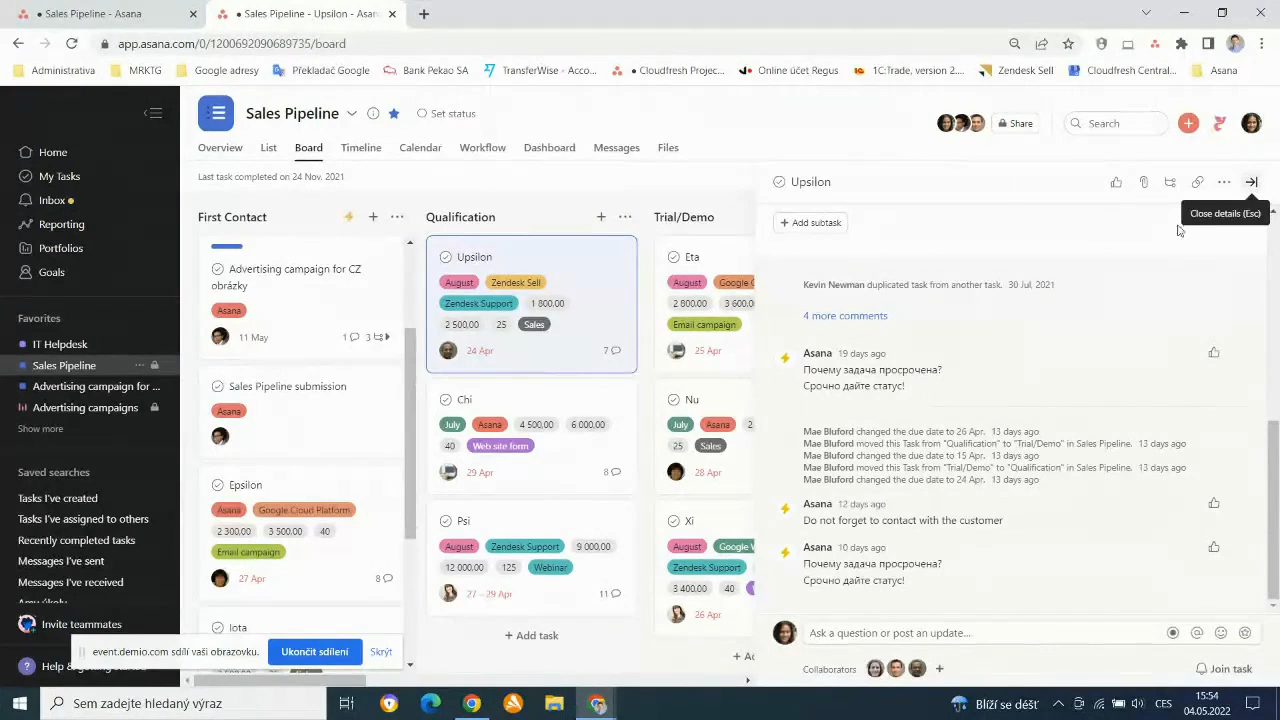 Sales Pipeline - Asana
Sales Pipeline - Upsilon - Asana
app.asana.com/0/1200692090689735/board
Administrativa
MRKTG
Google adresy
Překladač Google
Bank Pekao SA
TransferWise - Acco...
Cloudfresh Projec...
Online účet Regus
1C:Trade, version 2....
Zendesk Sell
Cloudfresh Central...
Asana
Sales Pipeline
Set status
Share
Search
Overview
List
Board
Timeline
Calendar
Workflow
Dashboard
Messages
Files
Last task completed on 24 Nov. 2021
Home
My Tasks
Inbox
Reporting
Portfolios
Goals
Favorites
IT Helpdesk
Sales Pipeline
Advertising campaign for ...
Advertising campaigns
Show more
Saved searches
Tasks I've created
Tasks I've assigned to others
Recently completed tasks
Messages I've sent
Messages I've received
Invite teammates
First Contact
Advertising campaign for CZ
obrázky
Asana
11 May
1
3
Sales Pipeline submission
Asana
Epsilon
Asana
Google Cloud Platform
2 300.00
3 500.00
40
Email campaign
27 Apr
8
Iota
Qualification
Upsilon
August
Zendesk Sell
Zendesk Support
1 800.00
2 500.00
25
Sales
24 Apr
7
Chi
July
Asana
4 500.00
6 000.00
40
Web site form
29 Apr
8
Psi
August
Zendesk Support
9 000.00
12 000.00
125
Webinar
27 – 29 Apr
11
+ Add task
Trial/Demo
Eta
August
Google C
2 800.00
3 600.0
Email campaign
25 Apr
Nu
July
Asana
2
25
Sales
28 Apr
Xi
August
Google W
Zendesk Support
3 400.00
40
26 Apr
+ Ac
Upsilon
Close details (Esc)
+ Add subtask
Kevin Newman duplicated task from another task. 30 Jul, 2021
4 more comments
Asana 19 days ago
Почему задача просрочена?
Срочно дайте статус!
Mae Bluford changed the due date to 26 Apr. 13 days ago
Mae Bluford moved this Task from "Qualification" to "Trial/Demo" in Sales Pipeline. 13 days ago
Mae Bluford changed the due date to 15 Apr. 13 days ago
Mae Bluford moved this Task from "Trial/Demo" to "Qualification" in Sales Pipeline. 13 days ago
Mae Bluford changed the due date to 24 Apr. 13 days ago
Asana 12 days ago
Do not forget to contact with the customer
Asana 10 days ago
Почему задача просрочена?
Срочно дайте статус!
Ask a question or post an update...
Collaborators
Join task
event.demio.com sdílí vaši obrazovku.
Ukončit sdílení
Skrýt
Sem zadejte hledaný výraz
Blíží se déšť
CES
15:54
04.05.2022